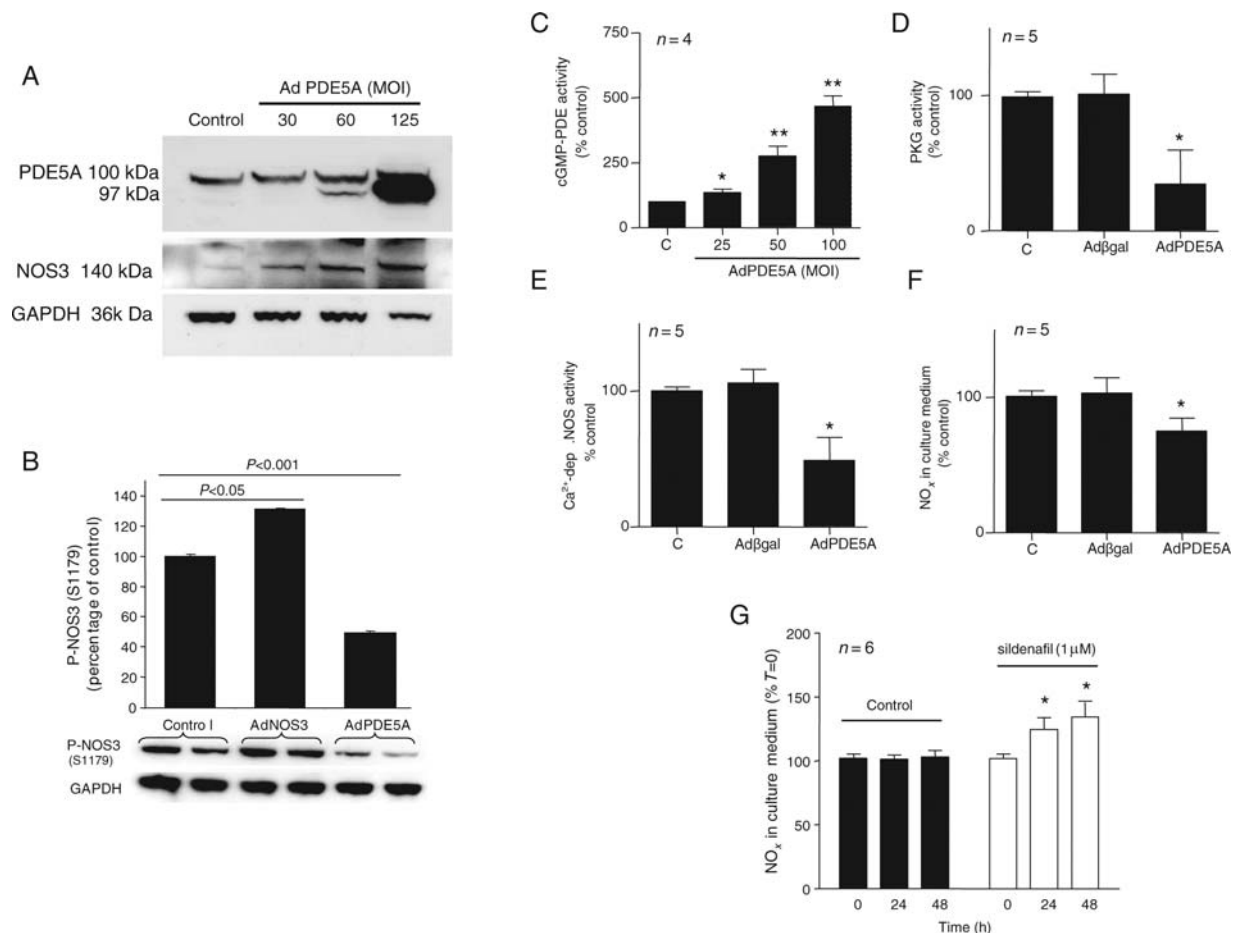 A
Ad PDE5A (MOI)
Control 30 60 125
PDE5A 100 kDa
97 kDa
NOS3 140 kDa
GAPDH 36k Da
B
P<0.001
P<0.05
P-NOS3 (S1179)
(percentage of control)
140
120
100
80
60
40
20
0
Contro l AdNOS3 AdPDE5A
P-NOS3
(S1179)
GAPDH
C
n=4
cGMP-PDE activity
(% control)
750
500
250
0
* ** **
C 25 50 100
AdPDE5A (MOI)
D
n=5
PKG activity
(% control)
100
0
*
C Adβgal AdPDE5A
E
n=5
Ca²⁺-dep .NOS activity
% control
100
0
*
C Adβgal AdPDE5A
F
n=5
NOₓ in culture medium
(% control)
100
0
*
C Adβgal AdPDE5A
G
n=6
NOₓ in culture medium (% T=0)
200
150
100
50
0
Control
sildenafil (1 μM)
* *
0 24 48 0 24 48
Time (h)